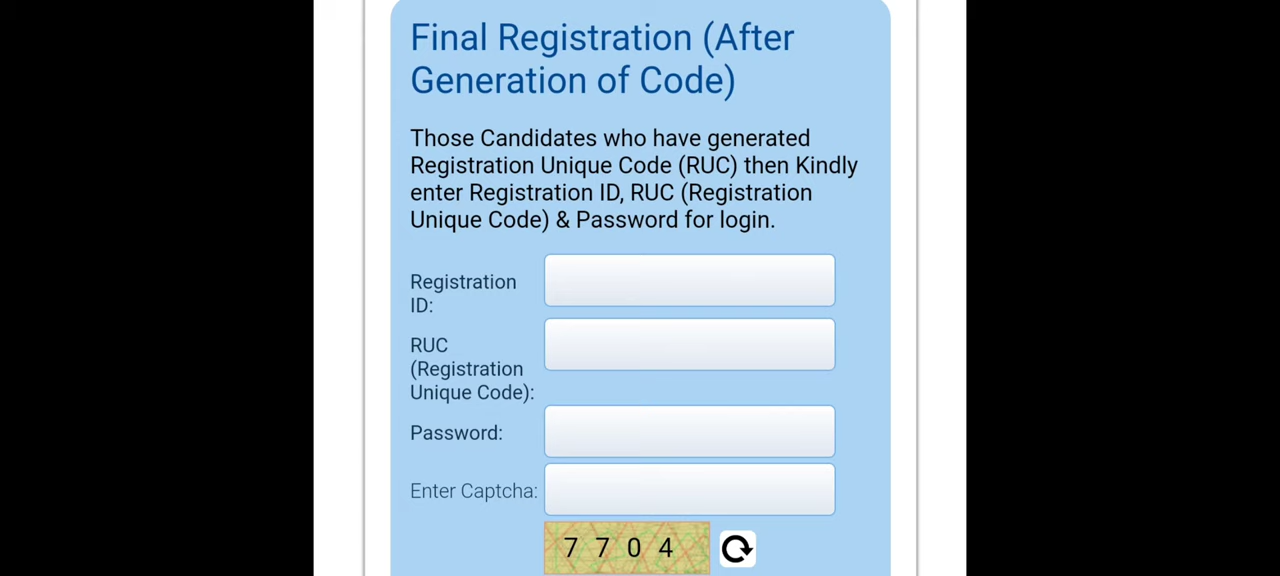 Final Registration (After
Generation of Code)
Those Candidates who have generated
Registration Unique Code (RUC) then Kindly
enter Registration ID, RUC (Registration
Unique Code) & Password for login.
Registration
ID:
RUC
(Registration
Unique Code):
Password:
Enter Captcha:
7 7 0 4